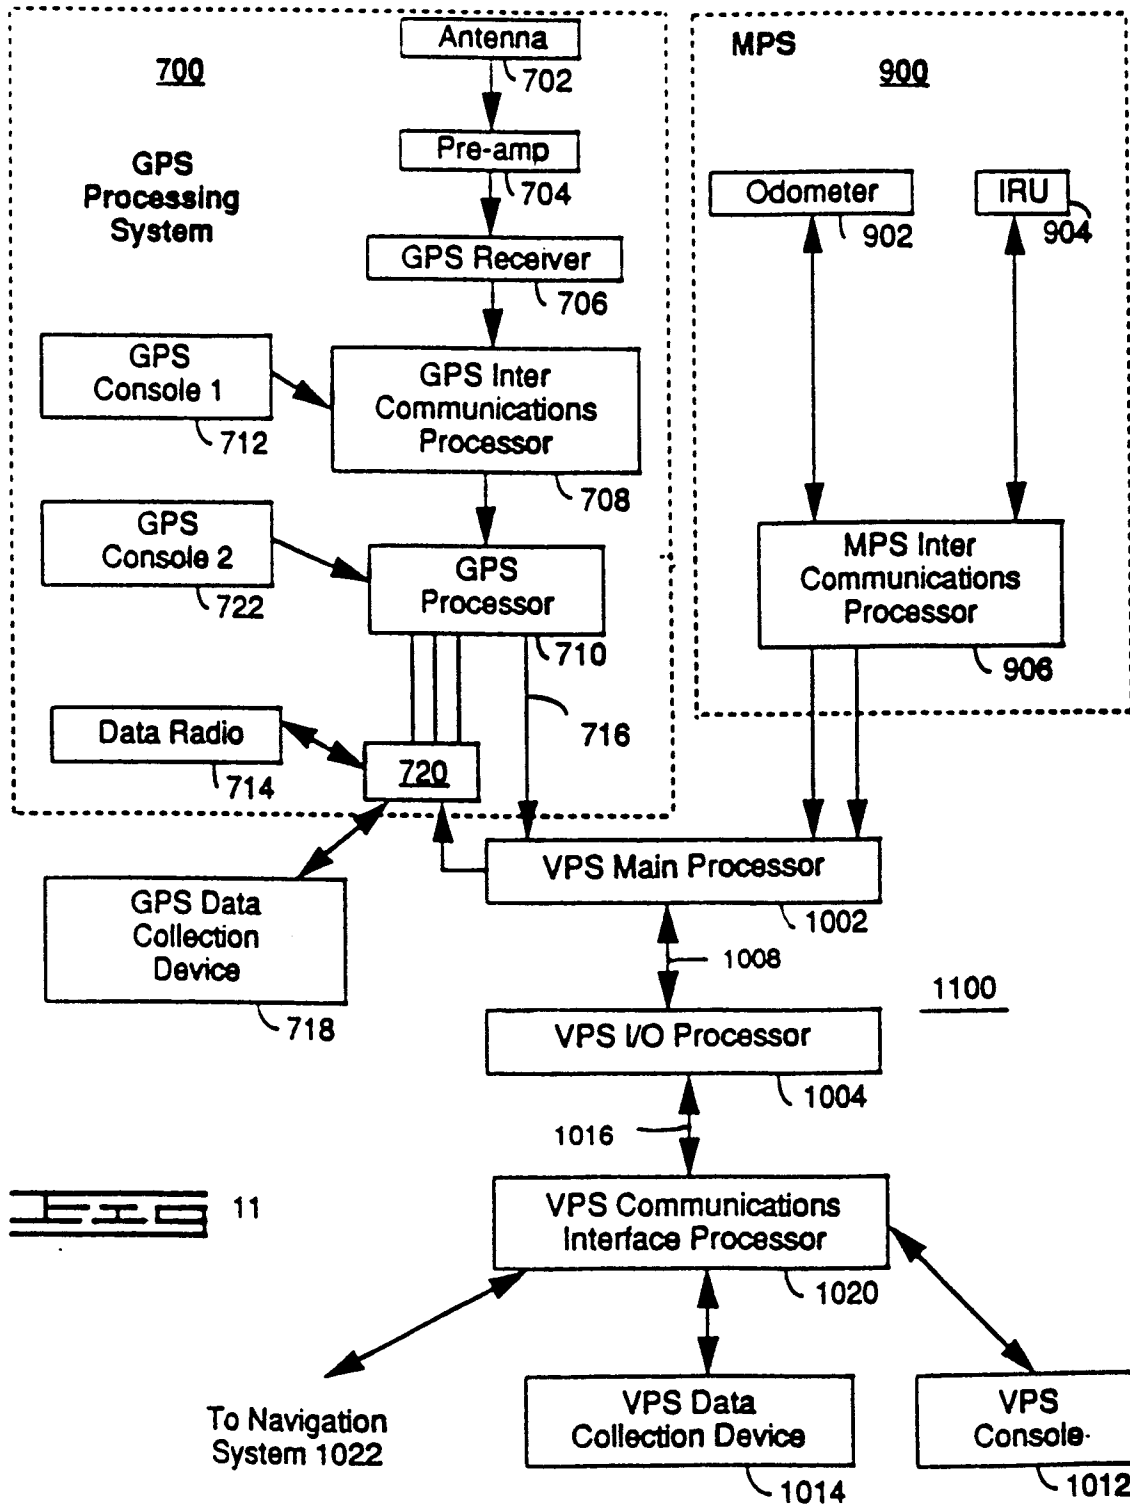 Antenna
702
700
MPS
900
Pre-amp
704
GPS
Processing
System
Odometer
902
IRU
904
GPS Receiver
706
GPS
Console 1
712
GPS Inter
Communications
Processor
708
GPS
Console 2
722
GPS
Processor
710
MPS Inter
Communications
Processor
906
716
Data Radio
714
720
VPS Main Processor
1002
GPS Data
Collection
Device
718
1008
1100
VPS I/O Processor
1004
1016
VPS Communications
Interface Processor
1020
11
To Navigation
System 1022
VPS Data
Collection Device
1014
VPS
Console
1012